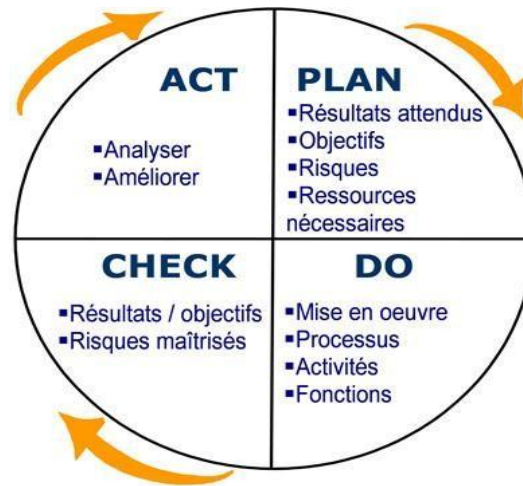 ACT
▪Analyser
▪Améliorer
PLAN
▪Résultats attendus
▪Objectifs
▪Risques
▪Ressources
nécessaires
CHECK
▪Résultats / objectifs
▪Risques maîtrisés
DO
▪Mise en oeuvre
▪Processus
▪Activités
▪Fonctions